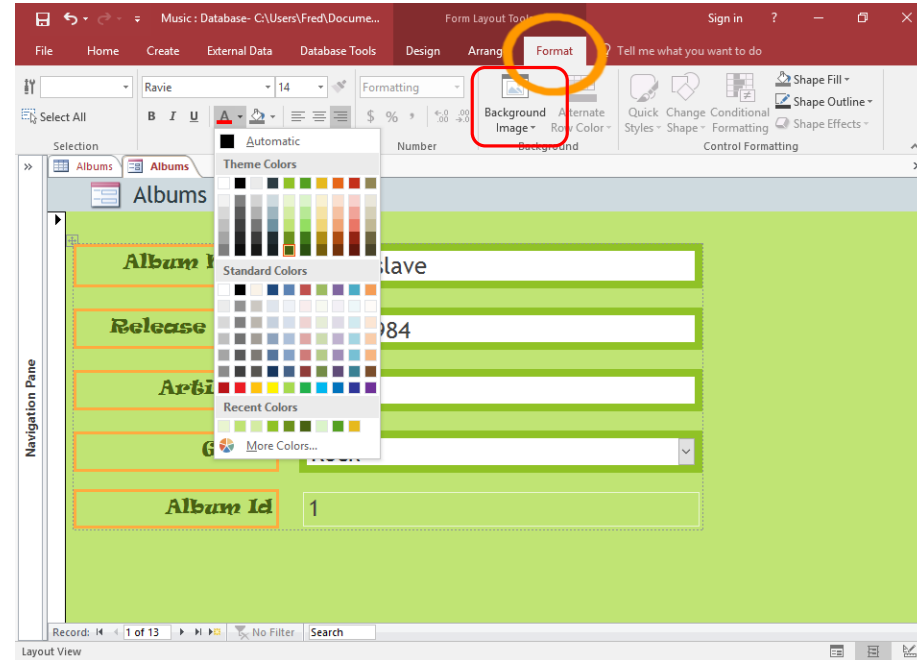 Music : Database- C:\Users\Fred\Docume...
Form Layout Tool
Sign in ?
File Home Create External Data Database Tools Design Arrang Format Tell me what you want to do
Ravie 14 Formatting
Shape Fill
Select All B I U A $ % Background Image Alternate Row Color Quick Styles Change Shape Conditional Formatting Shape Outline
Shape Effects
Selection Number Background Control Formatting
Automatic
Albums Albums
Theme Colors
Albums
Album slave
Standard Colors
Release 984
Navigation Pane
Recent Colors
More Colors...
Album Id 1
Record: 1 of 13 No Filter Search
Layout View